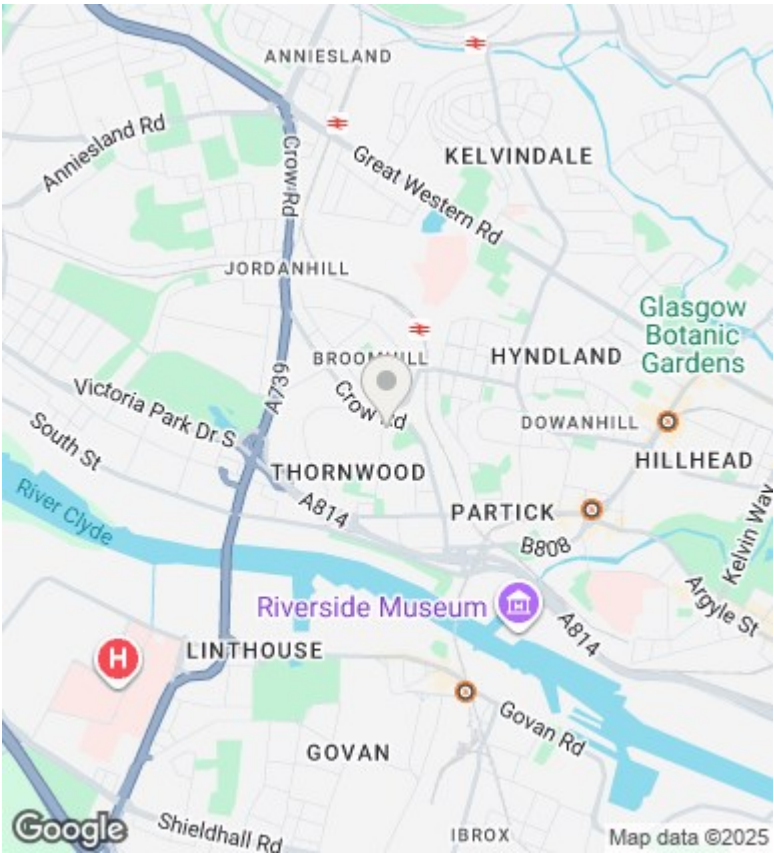 ANNIESLAND
Anniesland Rd
Crow Rd
Great Western Rd
KELVINDALE
JORDANHILL
Glasgow
Botanic
Gardens
BROOMHILL
HYNDLAND
A739
Victoria Park Dr S
Crow Rd
DOWANHILL
South St
THORNWOOD
HILLHEAD
River Clyde
A814
PARTICK
B808
Kelvin Way
Argyle St
Riverside Museum
A814
H
LINTHOUSE
Govan Rd
GOVAN
Shieldhall Rd
IBROX
Google
Map data ©2025